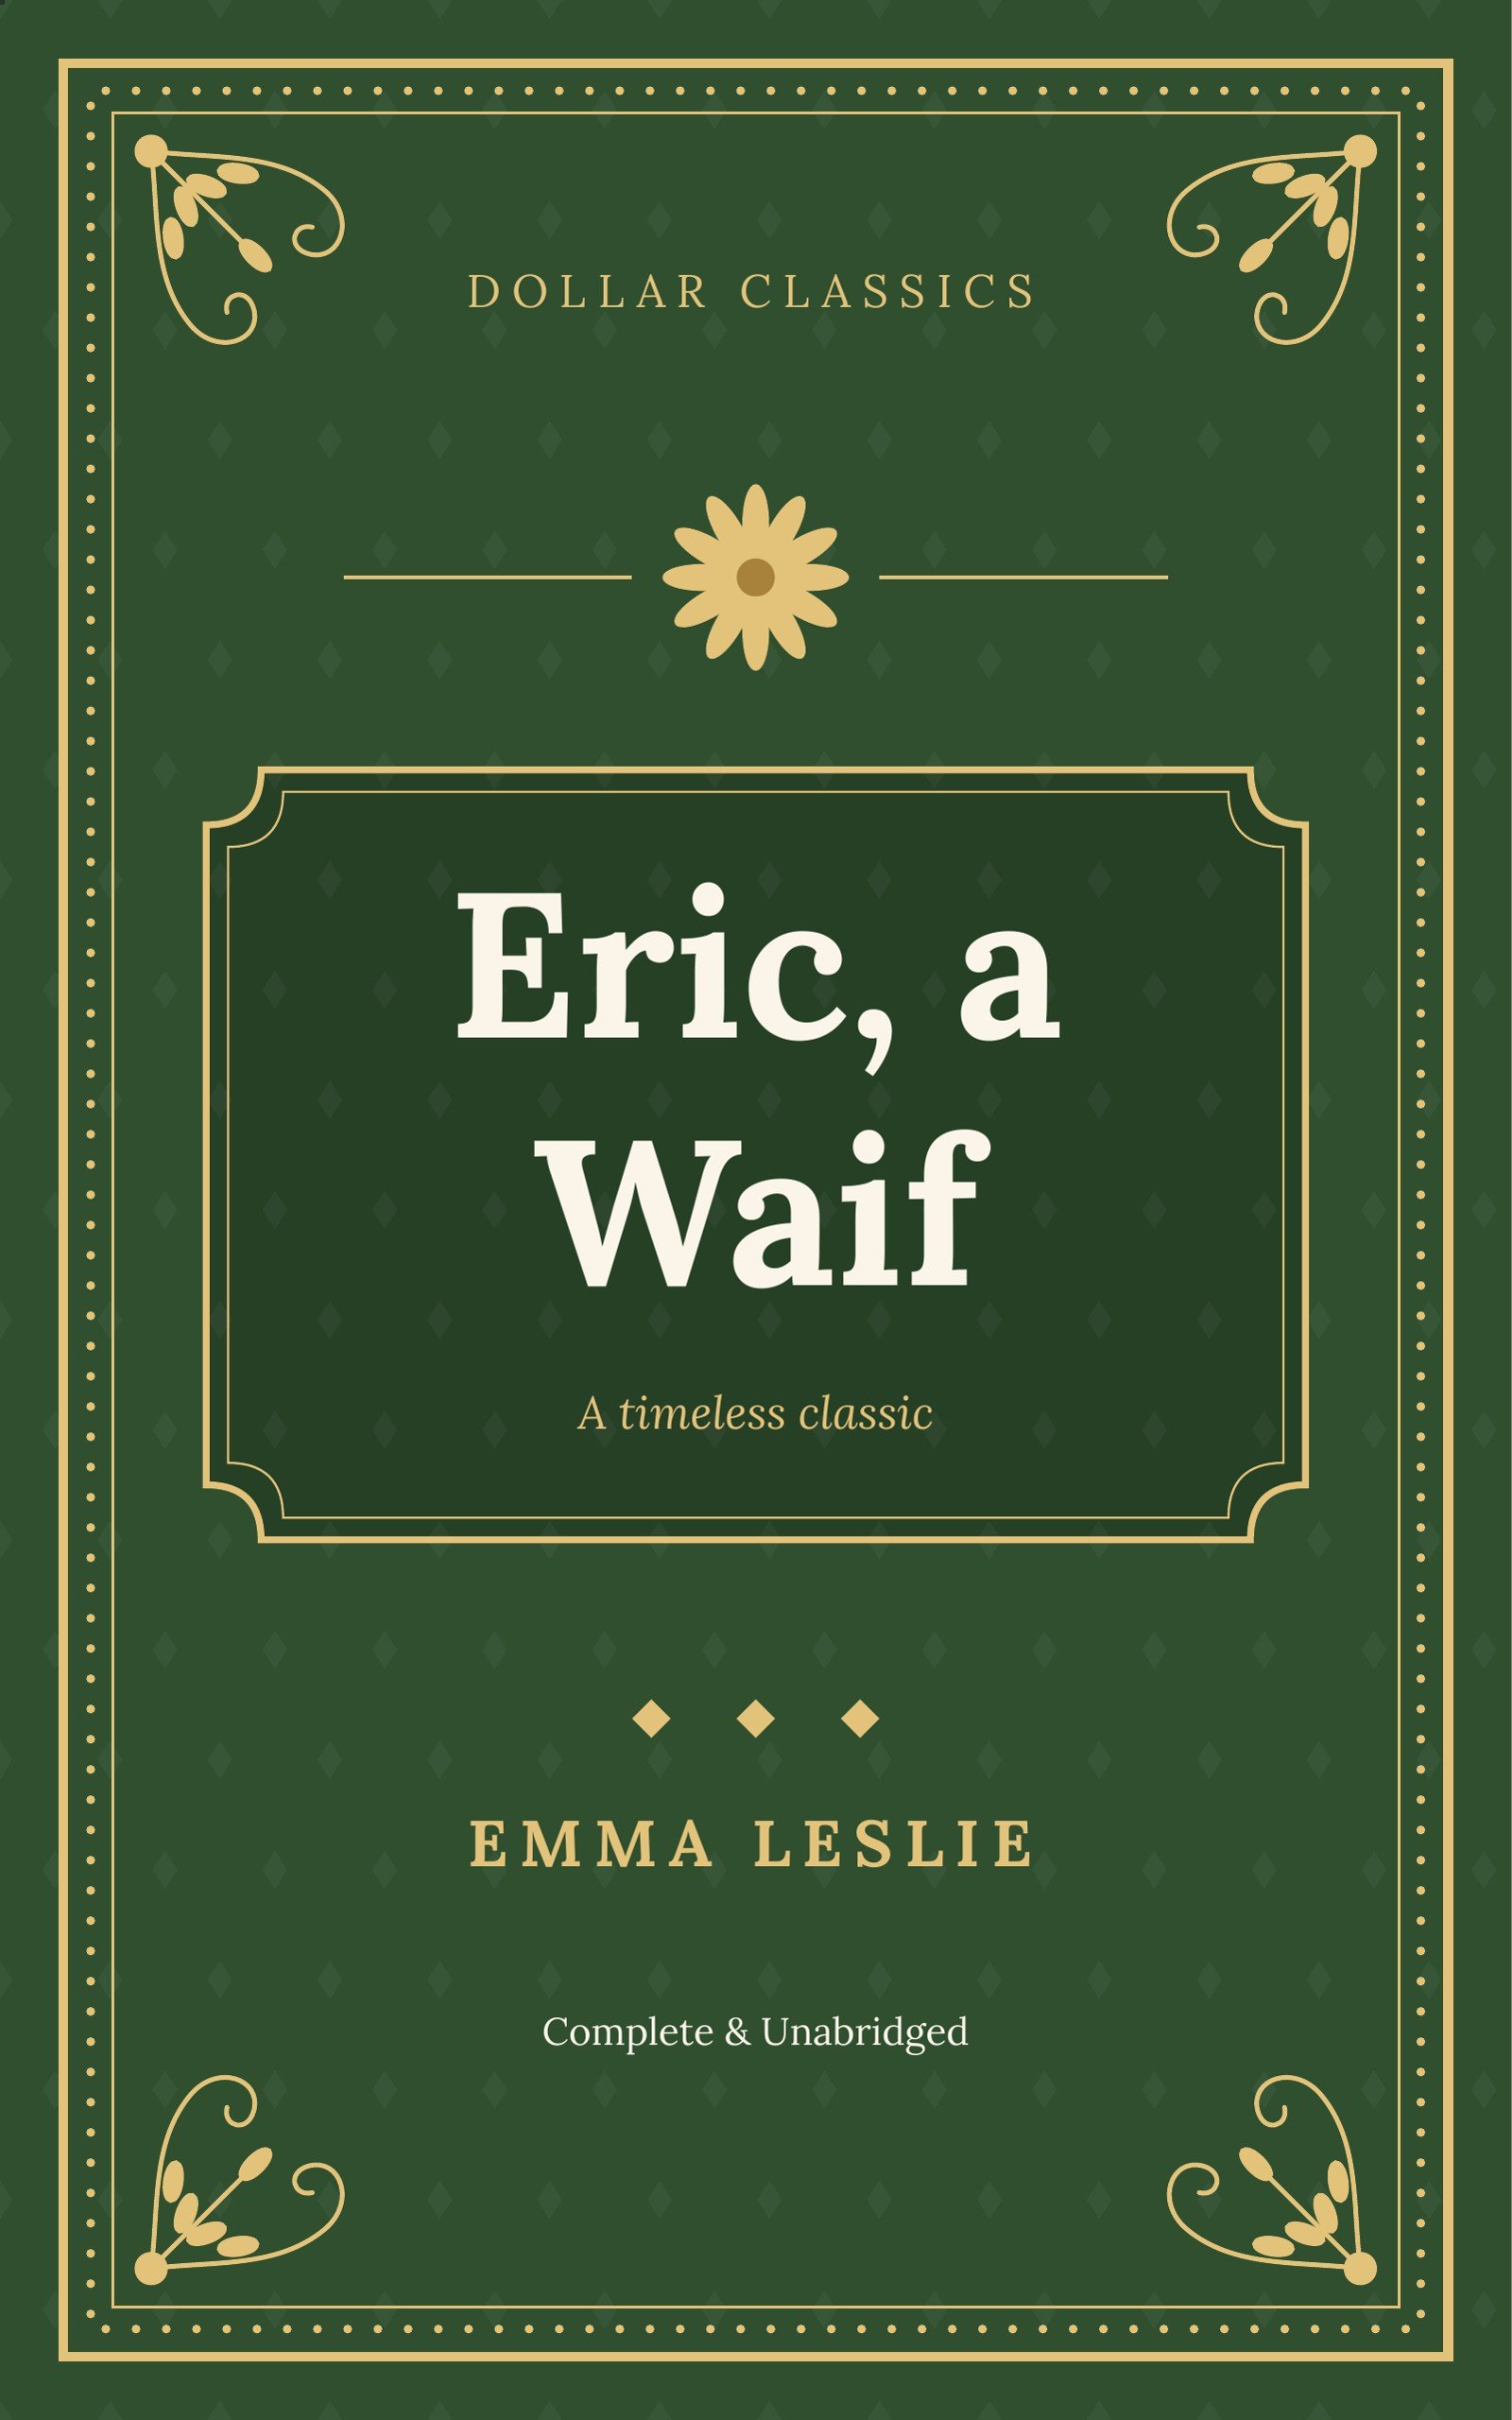 DOLLAR CLASSICS
Eric, a
Waif
A timeless classic
EMMA LESLIE
Complete & Unabridged